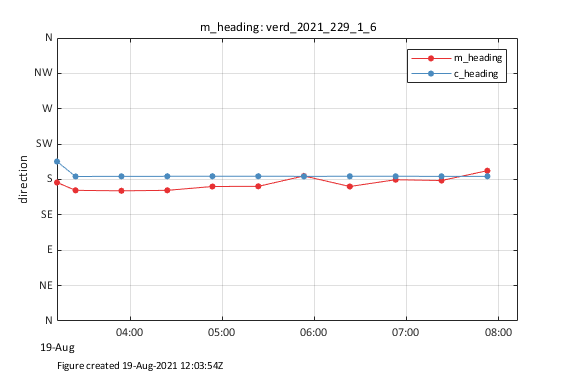 m_heading: verd_2021_229_1_6
N
NW
W
SW
S
SE
E
NE
N
direction
m_heading
c_heading
04:00 05:00 06:00 07:00 08:00
19-Aug
Figure created 19-Aug-2021 12:03:54Z